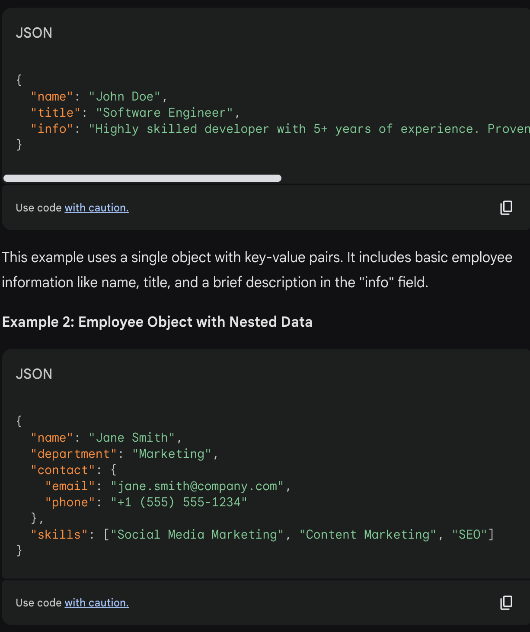 JSON
{
"name": "John Doe",
"title": "Software Engineer",
"info": "Highly skilled developer with 5+ years of experience. Proven
}
Use code with caution.
This example uses a single object with key-value pairs. It includes basic employee
information like name, title, and a brief description in the "info" field.
Example 2: Employee Object with Nested Data
JSON
{
"name": "Jane Smith",
"department": "Marketing",
"contact": {
"email": "jane.smith@company.com",
"phone": "+1 (555) 555-1234"
},
"skills": ["Social Media Marketing", "Content Marketing", "SEO"]
}
Use code with caution.